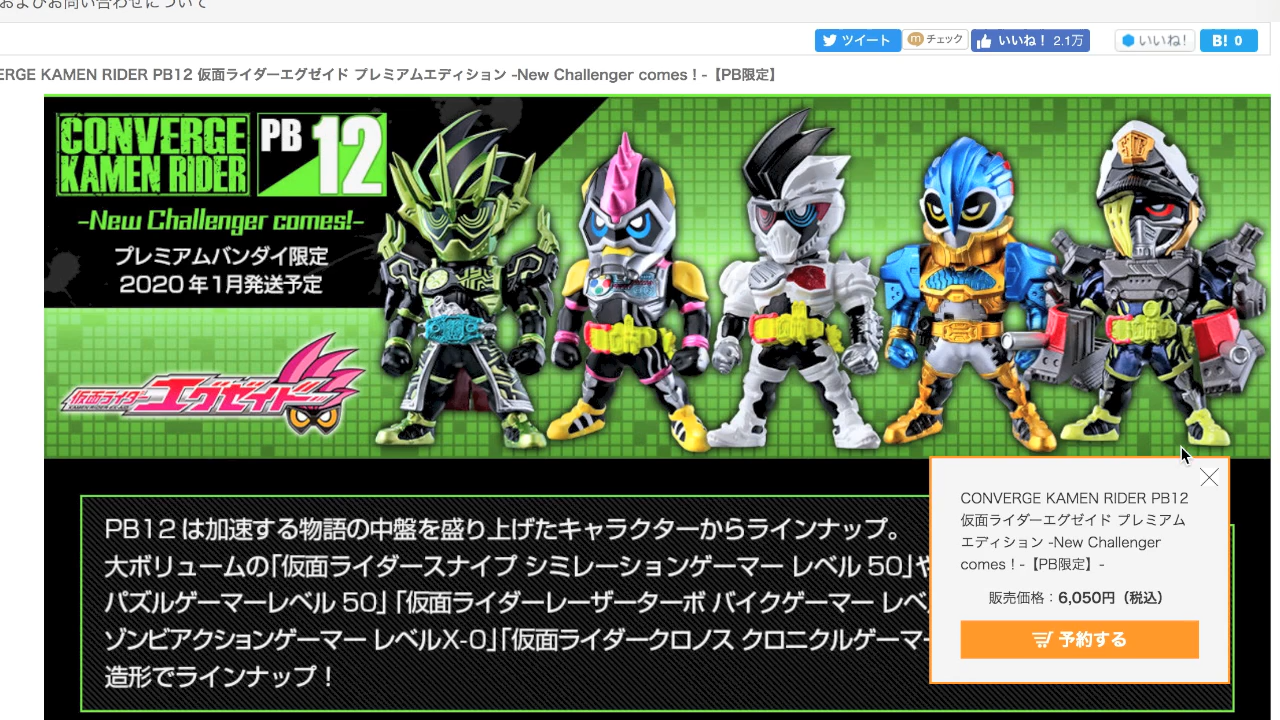 およびお問い合わせについて
ツイート
チェック
いいね！ 2.1万
いいね!
B! 0
ERGE KAMEN RIDER PB12 仮面ライダーエグゼイド プレミアムエディション -New Challenger comes！-【PB限定】
CONVERGE
KAMEN RIDER
PB 12
-New Challenger comes!-
プレミアムバンダイ限定
2020年1月発送予定
仮面ライダー
エグゼイド
PB12は加速する物語の中盤を盛り上げたキャラクターからラインナップ。
大ボリュームの「仮面ライダースナイプ シミレーションゲーマー レベル 50」や
パズルゲーマーレベル 50」「仮面ライダーレーザーターボ バイクゲーマー レベ
ゾンビアクションゲーマー レベルX-0」「仮面ライダークロノス クロニクルゲーマー
造形でラインナップ！
CONVERGE KAMEN RIDER PB12
仮面ライダーエグゼイド プレミアム
エディション -New Challenger
comes！-【PB限定】-
販売価格：6,050円（税込）
予約する